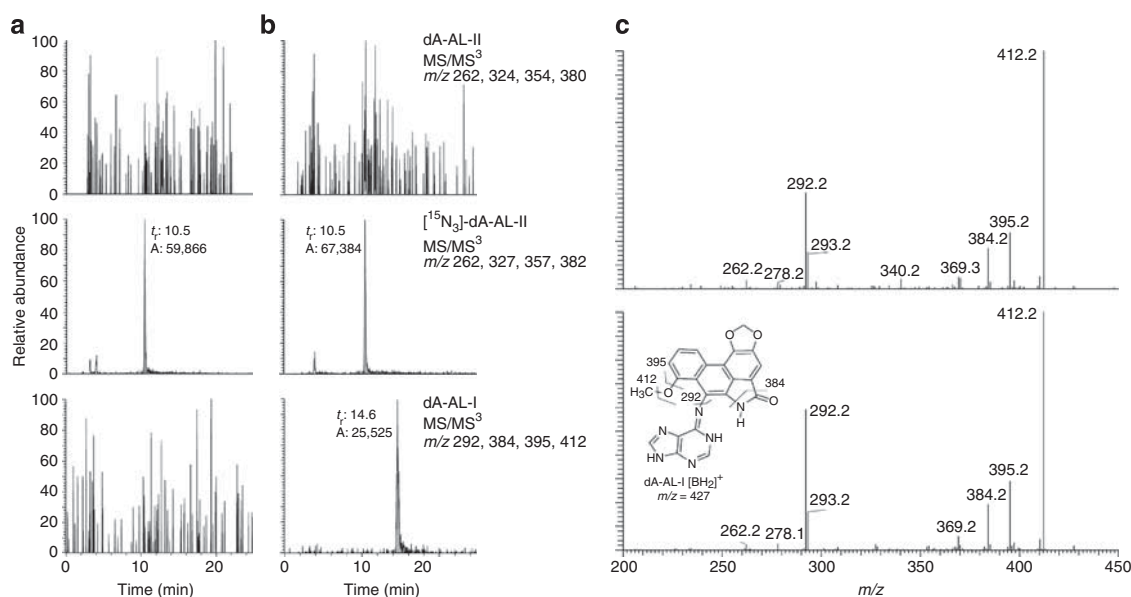 a
b
c
Relative abundance
100
80
60
40
20
0
100
80
60
40
20
0
100
80
60
40
20
0
0
10
20
Time (min)
0
10
20
Time (min)
dA-AL-II
MS/MS³
m/z 262, 324, 354, 380
tᵣ: 10.5
A: 59,866
tᵣ: 10.5
A: 67,384
[¹⁵N₃]-dA-AL-II
MS/MS³
m/z 262, 327, 357, 382
tᵣ: 14.6
A: 25,525
dA-AL-I
MS/MS³
m/z 292, 384, 395, 412
412.2
292.2
293.2
262.2
278.2
340.2
369.3
384.2
395.2
412.2
292.2
293.2
262.2
278.1
369.2
384.2
395.2
O
O
395
412
H₃C
O
292
384
N
N
H
O
N
NH
HN
N
dA-AL-I [BH₂]⁺
m/z = 427
200
250
300
350
400
450
m/z